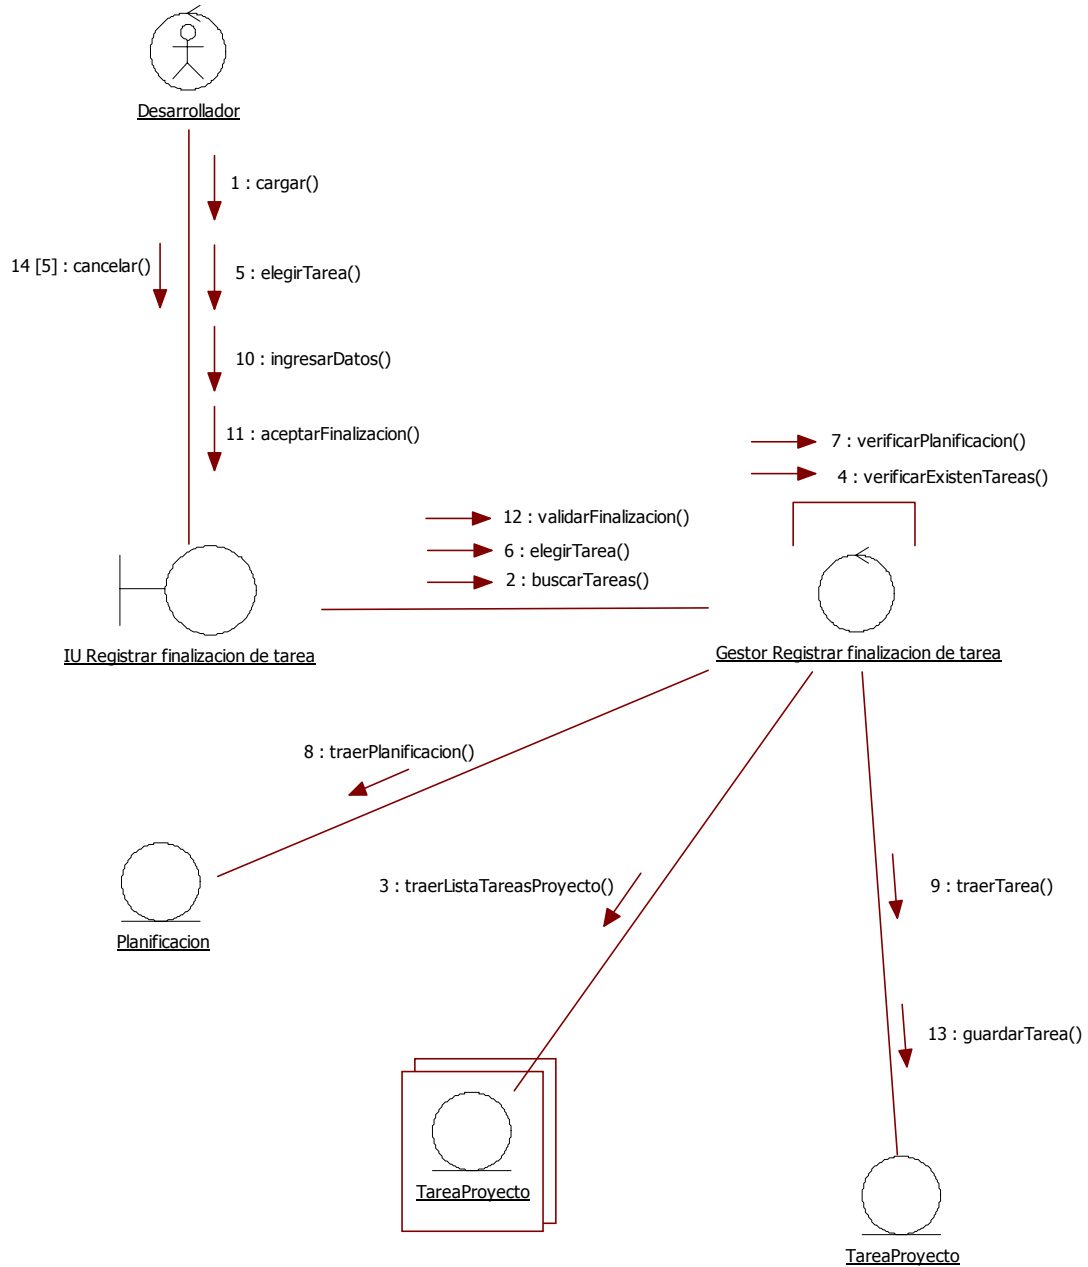 Desarrollador
1 : cargar()
14 [5] : cancelar()
5 : elegirTarea()
10 : ingresarDatos()
11 : aceptarFinalizacion()
7 : verificarPlanificacion()
4 : verificarExistenTareas()
12 : validarFinalizacion()
6 : elegirTarea()
2 : buscarTareas()
IU Registrar finalizacion de tarea
Gestor Registrar finalizacion de tarea
8 : traerPlanificacion()
3 : traerListaTareasProyecto()
9 : traerTarea()
Planificacion
13 : guardarTarea()
TareaProyecto
TareaProyecto